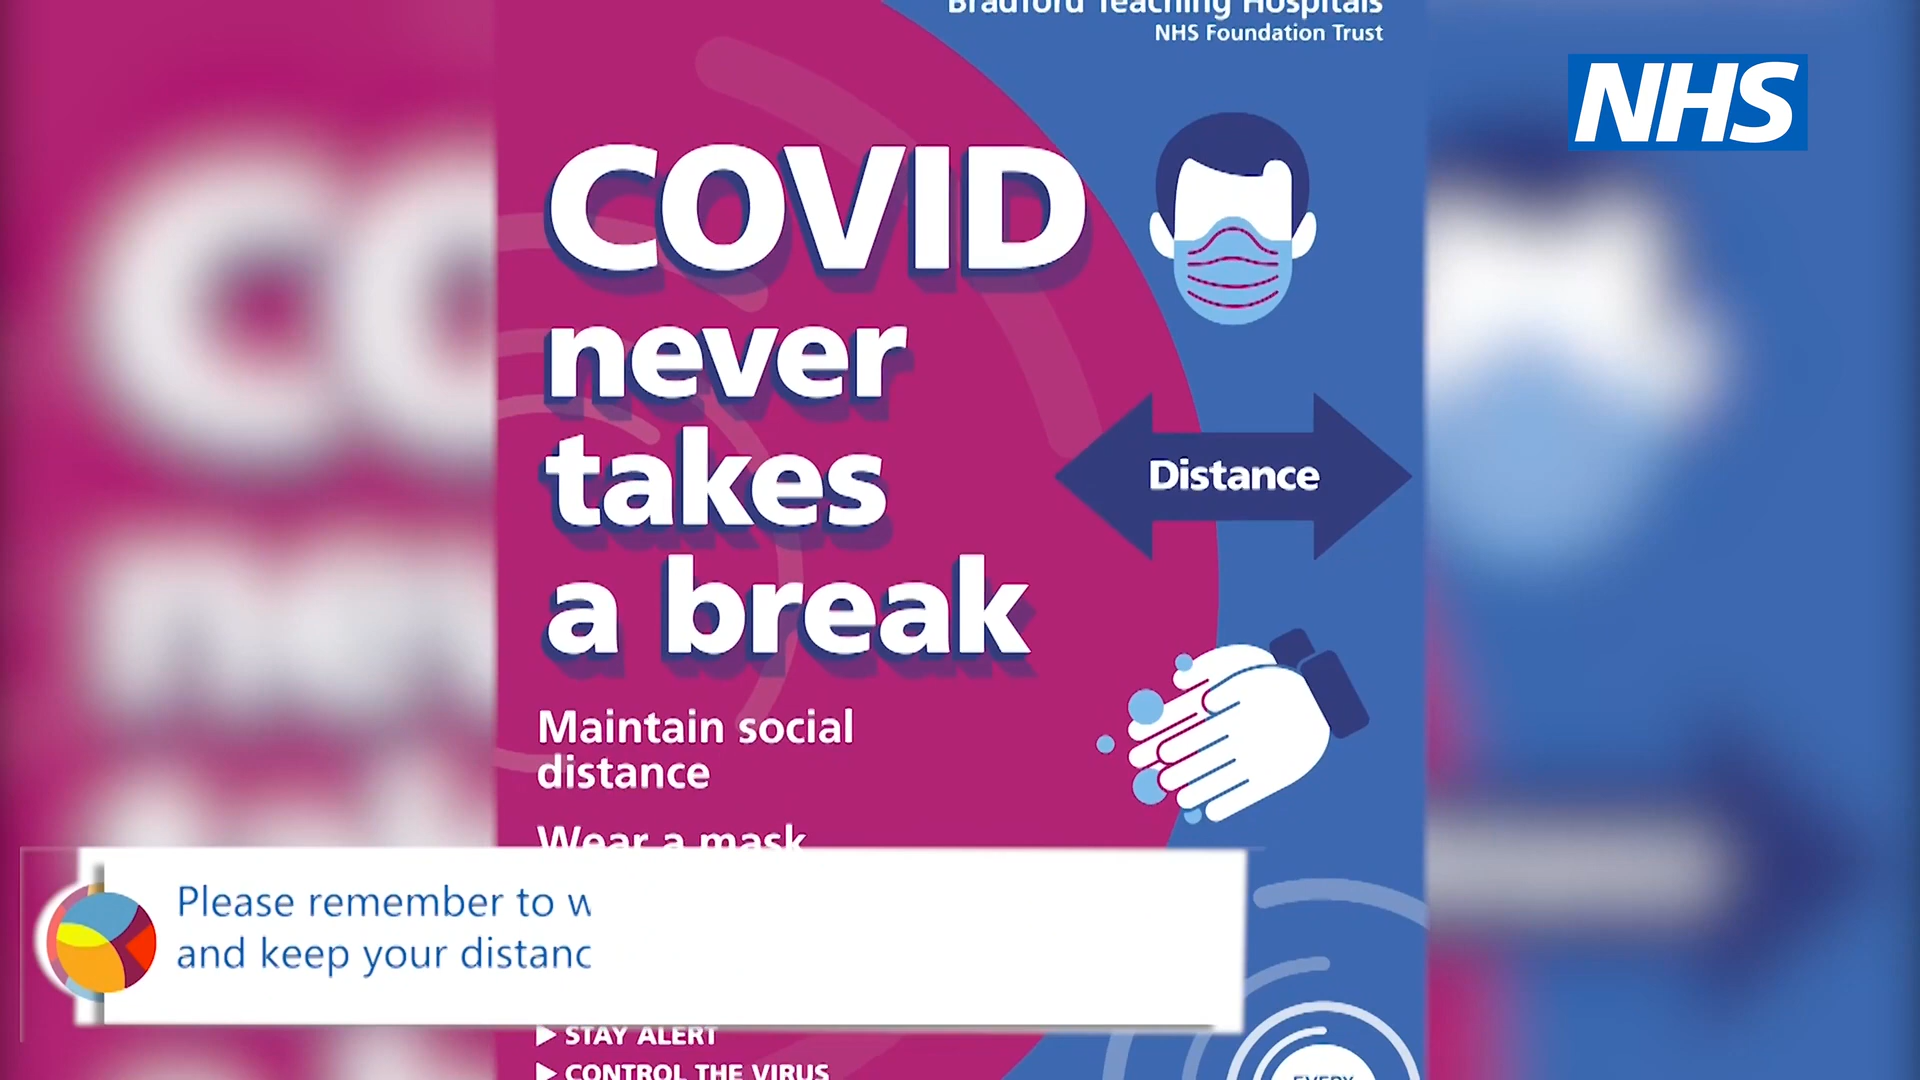 Bradford Teaching Hospitals
NHS Foundation Trust
NHS
COVID
never
takes
a break
Distance
Maintain social
distance
Wear a mask
Please remember to w
and keep your distanc
▶ STAY ALERT
▶ CONTROL THE VIRUS
EVERY